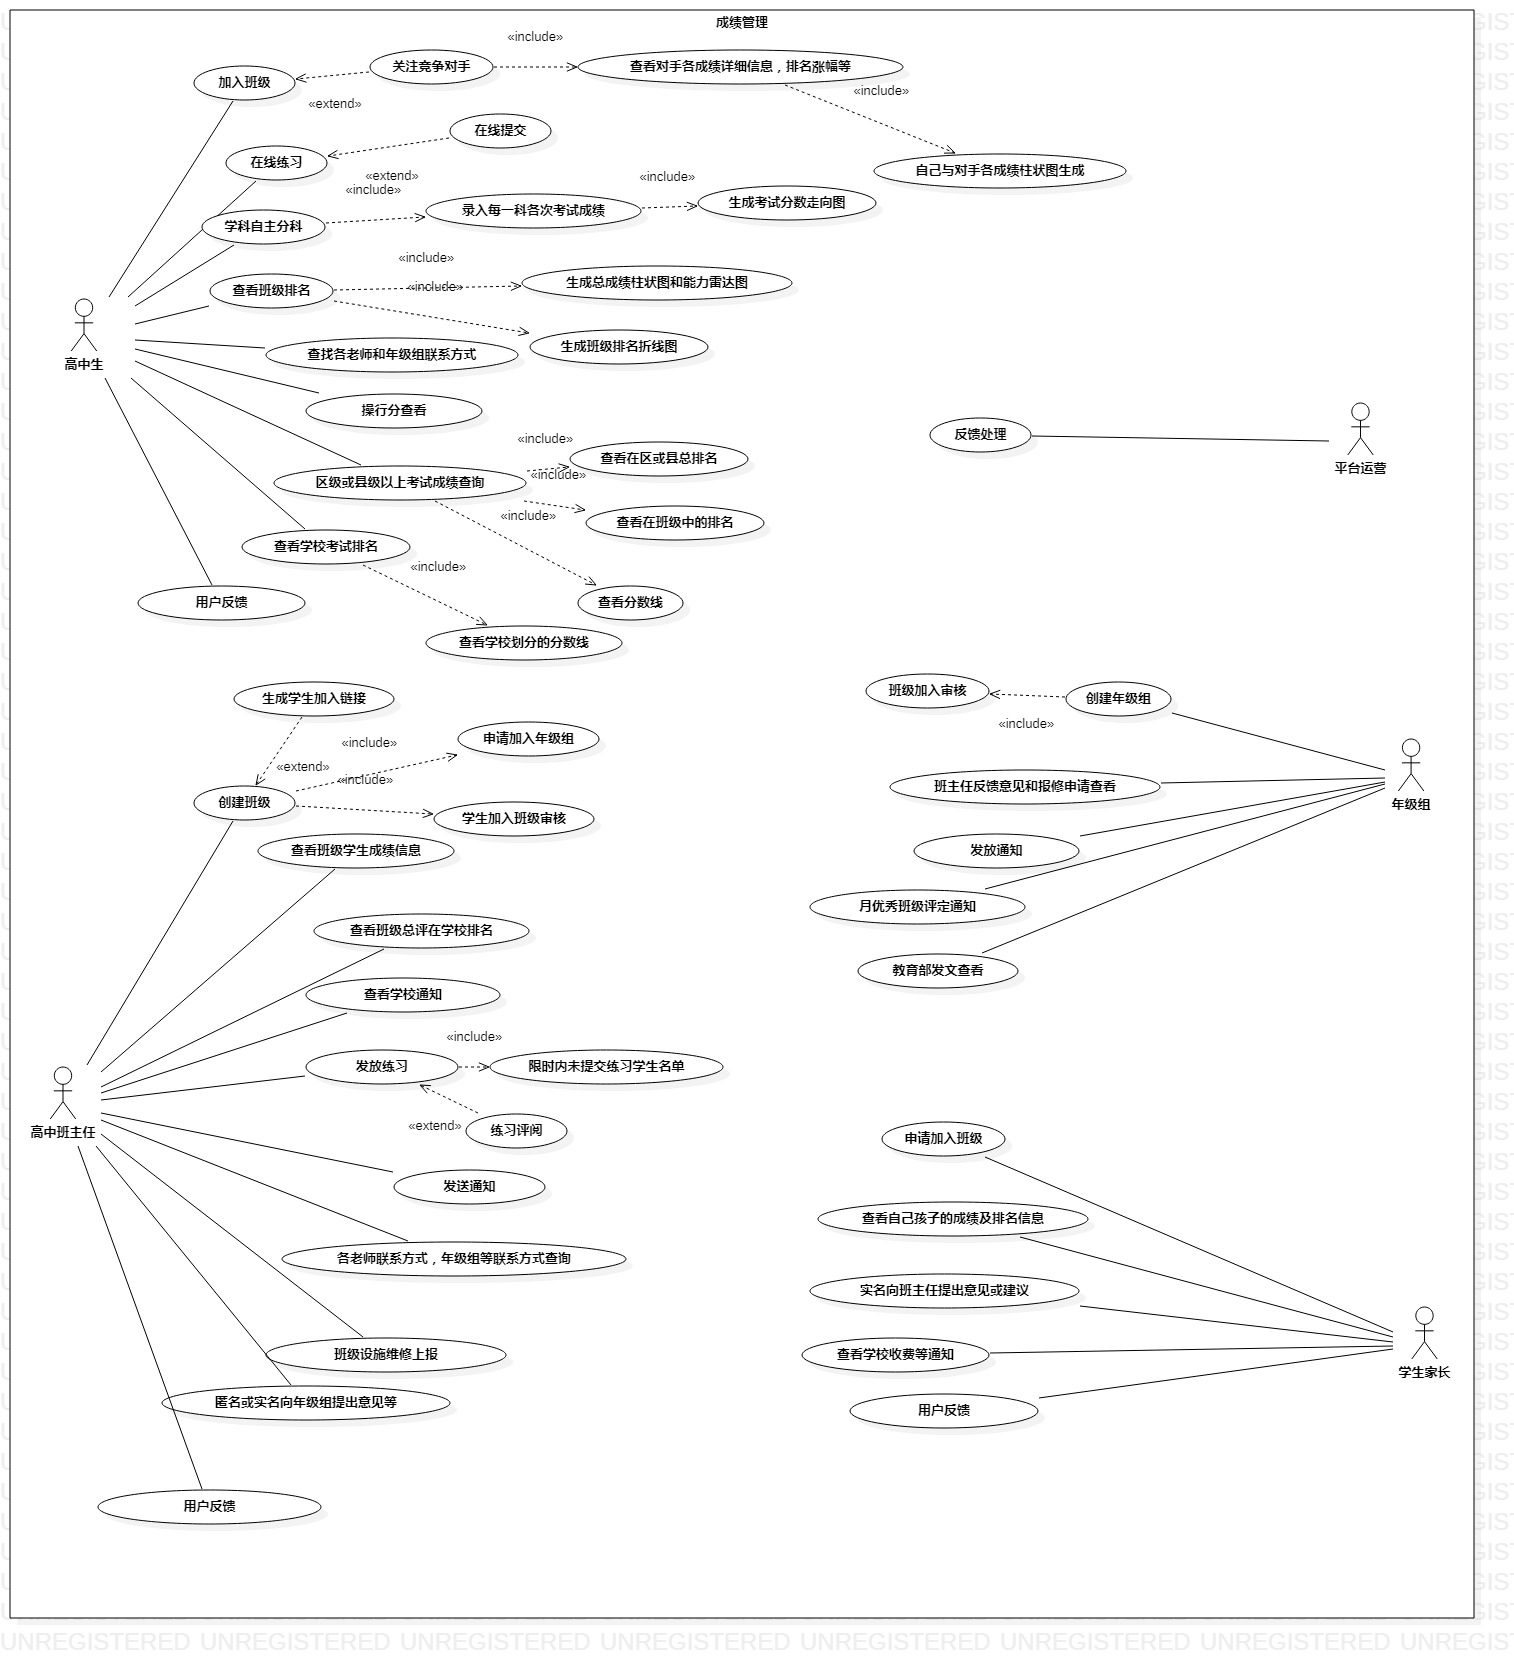 成绩管理
«include»
关注竞争对手
查看对手各成绩详细信息，排名涨幅等
加入班级
«extend»
«include»
在线提交
在线练习
自己与对手各成绩柱状图生成
«extend»
«include»
«include»
学科自主分科
录入每一科各次考试成绩
生成考试分数走向图
«include»
查看班级排名
«include»
生成总成绩柱状图和能力雷达图
生成班级排名折线图
查找各老师和年级组联系方式
高中生
操行分查看
反馈处理
平台运营
«include»
查看在区或县总排名
«include»
区级或县级以上考试成绩查询
«include»
查看在班级中的排名
查看学校考试排名
«include»
查看分数线
用户反馈
查看学校划分的分数线
生成学生加入链接
班级加入审核
创建年级组
«include»
«include»
申请加入年级组
«extend»
«include»
创建班级
学生加入班级审核
班主任反馈意见和报修申请查看
年级组
查看班级学生成绩信息
发放通知
月优秀班级评定通知
查看班级总评在学校排名
教育部发文查看
查看学校通知
«include»
发放练习
限时内未提交练习学生名单
«extend»
练习评阅
高中班主任
申请加入班级
发送通知
查看自己孩子的成绩及排名信息
各老师联系方式，年级组等联系方式查询
实名向班主任提出意见或建议
班级设施维修上报
查看学校收费等通知
学生家长
匿名或实名向年级组提出意见等
用户反馈
用户反馈
UNREGISTERED UNREGISTERED UNREGISTERED UNREGISTERED UNREGISTERED UNREGISTERED UNREGISTERED